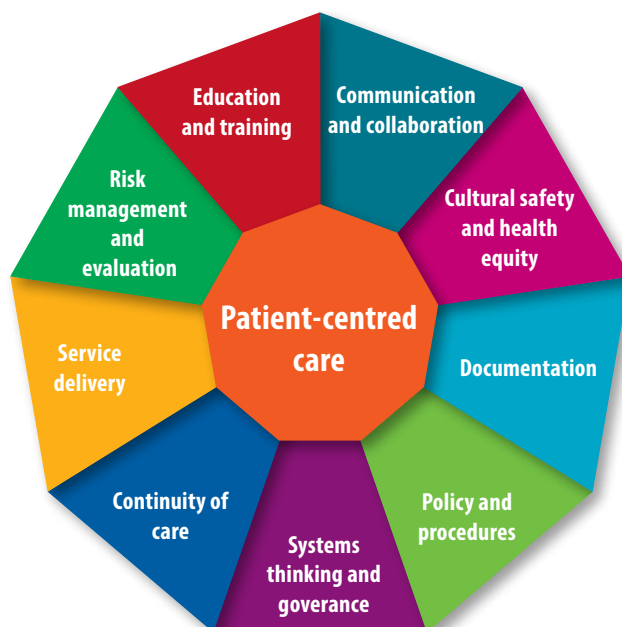 Education
and training
Communication
and collaboration
Cultural safety
and health
equity
Documentation
Policy and
procedures
Systems
thinking and
goverance
Continuity of
care
Service
delivery
Risk
management
and
evaluation
Patient-centred
care